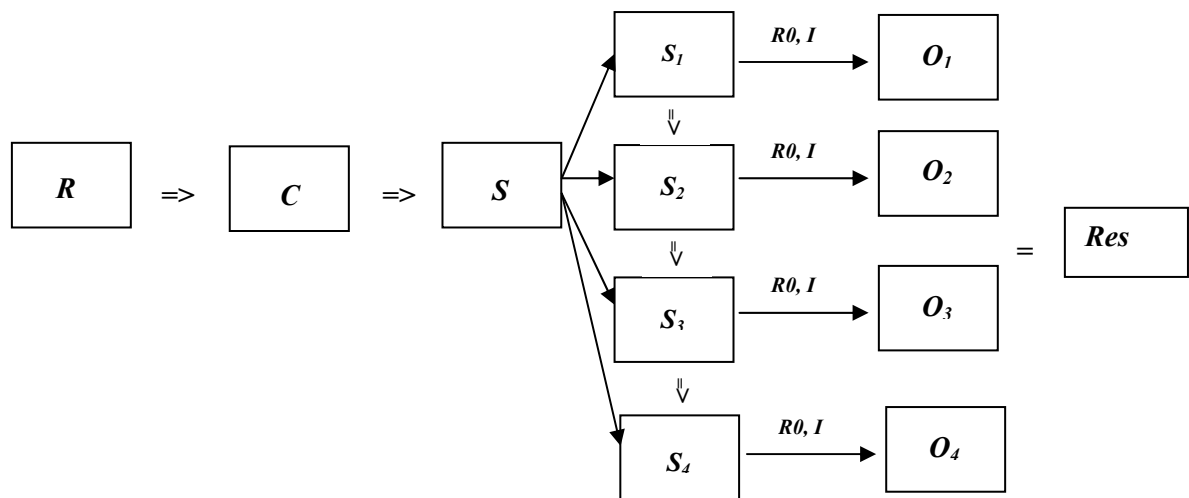 R0, I
S1 O1
R0, I
R => C => S S2 O2
= Res
R0, I
S3 O3
R0, I
S4 O4